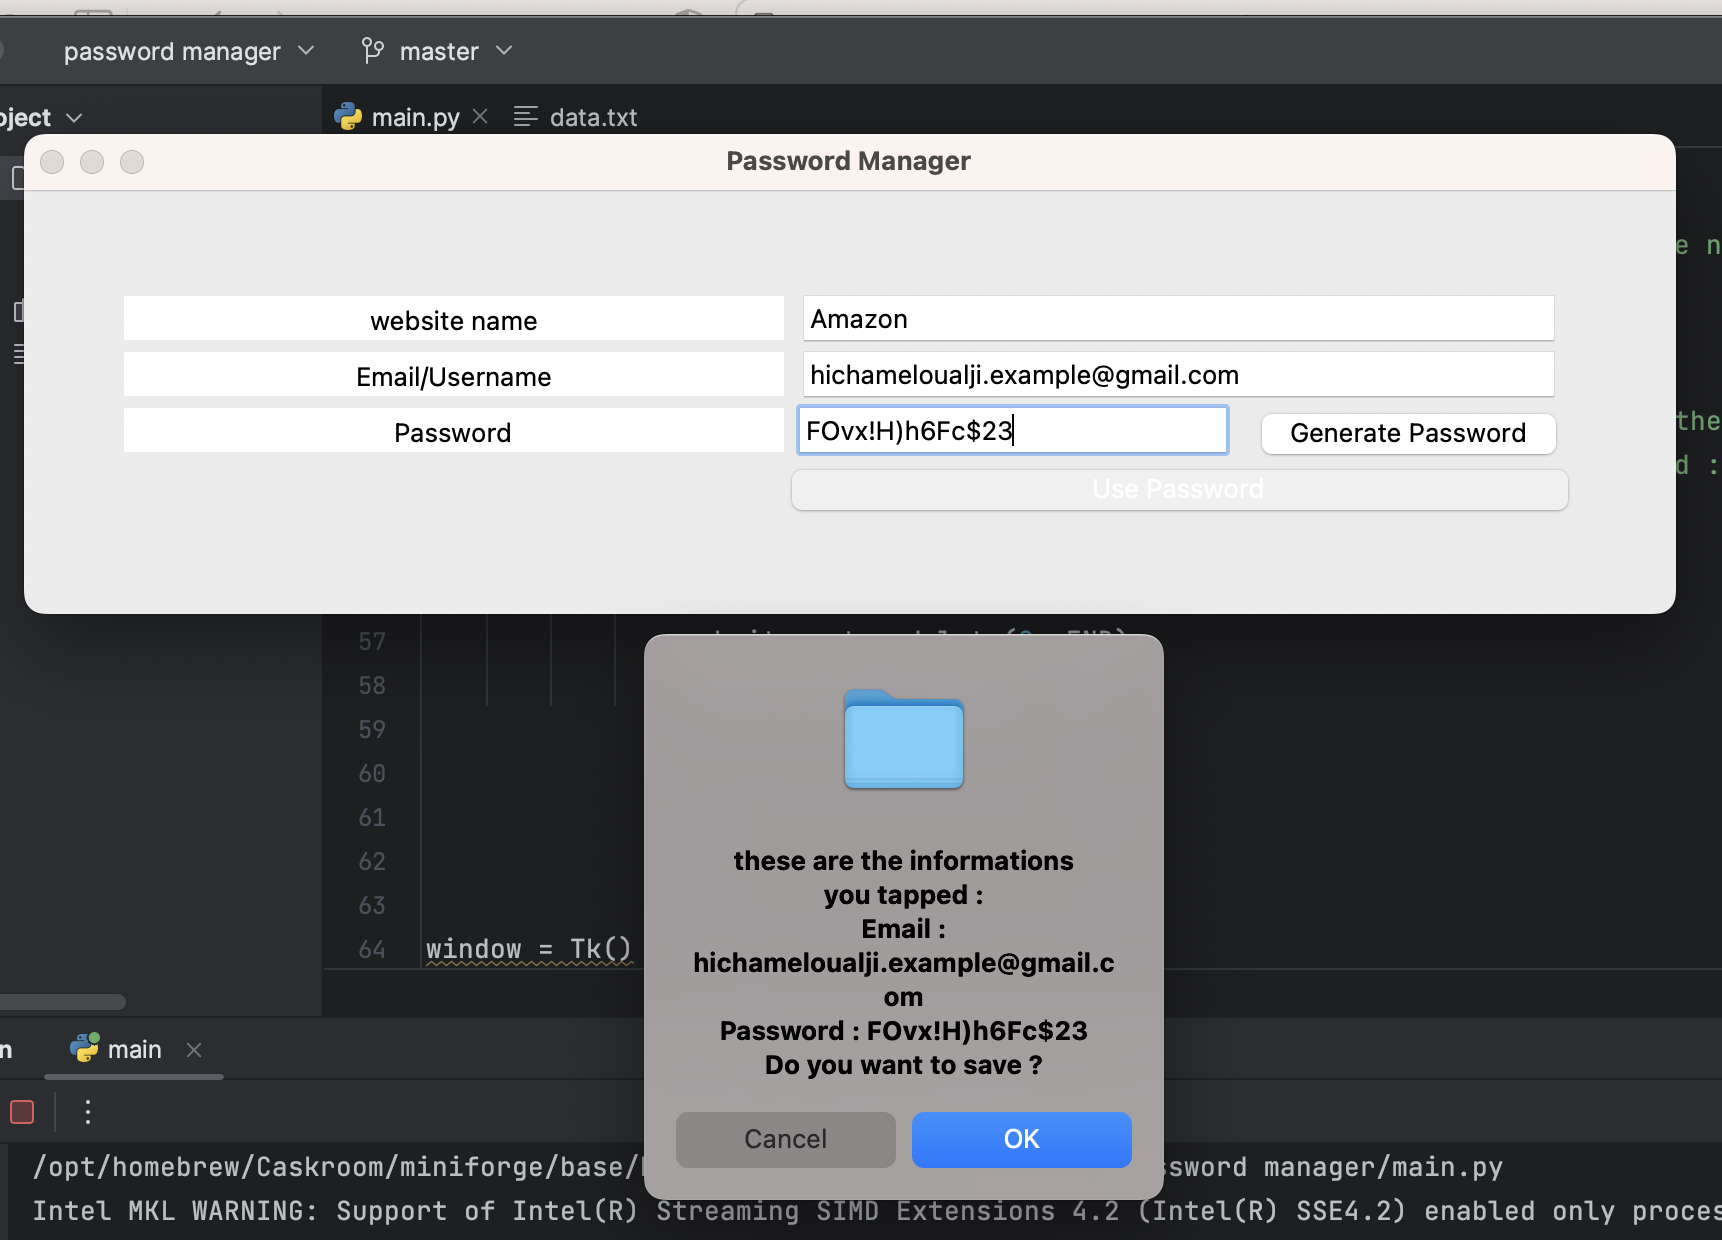 password manager master
oject
main.py data.txt
Password Manager
e n
website name Amazon
Email/Username hichameloualji.example@gmail.com
the
Password FOvx!H)h6Fc$23 Generate Password
d :
Use Password
57
58
59
60
61
62
63
64 window = Tk()
these are the informations
you tapped :
Email :
hichameloualji.example@gmail.c
om
Password : FOvx!H)h6Fc$23
Do you want to save ?
Cancel OK
n main
/opt/homebrew/Caskroom/miniforge/base/ ssword manager/main.py
Intel MKL WARNING: Support of Intel(R) Streaming SIMD Extensions 4.2 (Intel(R) SSE4.2) enabled only proces